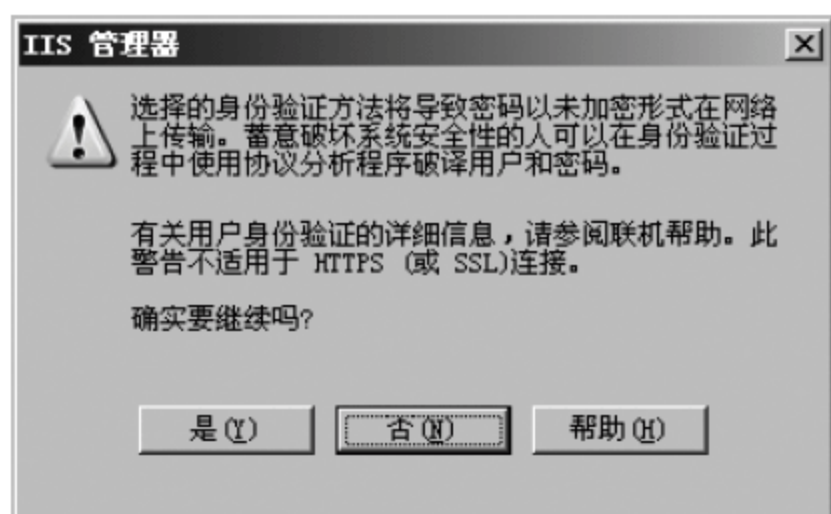 IIS 管理器
选择的身份验证方法将导致密码以未加密形式在网络
上传输。蓄意破坏系统安全性的人可以在身份验证过
程中使用协议分析程序破译用户和密码。
有关用户身份验证的详细信息，请参阅联机帮助。此
警告不适用于 HTTPS (或 SSL)连接。
确实要继续吗?
是(Y) 否(N) 帮助(H)